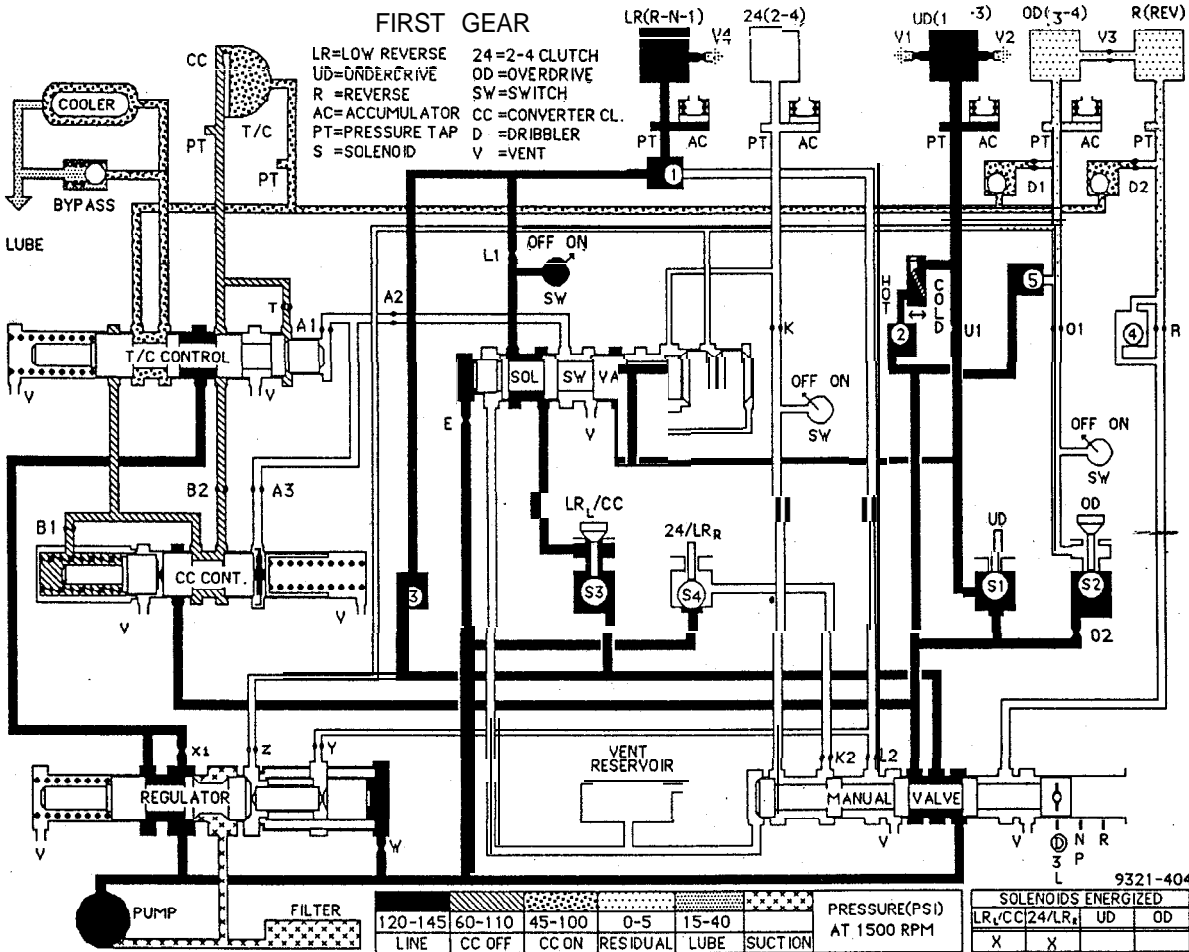 FIRST GEAR
LR=LOW REVERSE 24=2-4 CLUTCH
UD=UNDERDRIVE OD=OVERDRIVE
R =REVERSE SW=SWITCH
AC=ACCUMULATOR CC=CONVERTER CL.
PT=PRESSURE TAP D =DRIBBLER
S =SOLENOID V =VENT
LR(R-N-1) 24(2-4) UD(1 -3) OD( 3-4) R(REV)
V4 V1 V2 V3
CC
COOLER
T/C
PT
PT
BYPASS
LUBE
PT AC PT AC PT AC PT AC PT
1
D1 D2
OFF ON
L1
SW
HOT COLD
5
T A1 A2
K 2 U1 O1 4 R
T/C CONTROL
V V
SOL SW VA
E V
OFF ON
SW
OFF ON
SW
B2 A3
B1
LRL/CC 24/LRR UD OD
CC CONT.
3 S3 S4 S1 S2
V V
O2
X1 Z Y
VENT
RESERVOIR
K2 L2
REGULATOR
MANUAL VALVE
V W V V
D N R
3 P
L
9321-404
PUMP
FILTER
120-145 60-110 45-100 0-5 15-40
LINE CC OFF CC ON RESIDUAL LUBE SUCTION
PRESSURE(PSI)
AT 1500 RPM
SOLENOIDS ENERGIZED
LRL/CC 24/LRR UD OD
X X